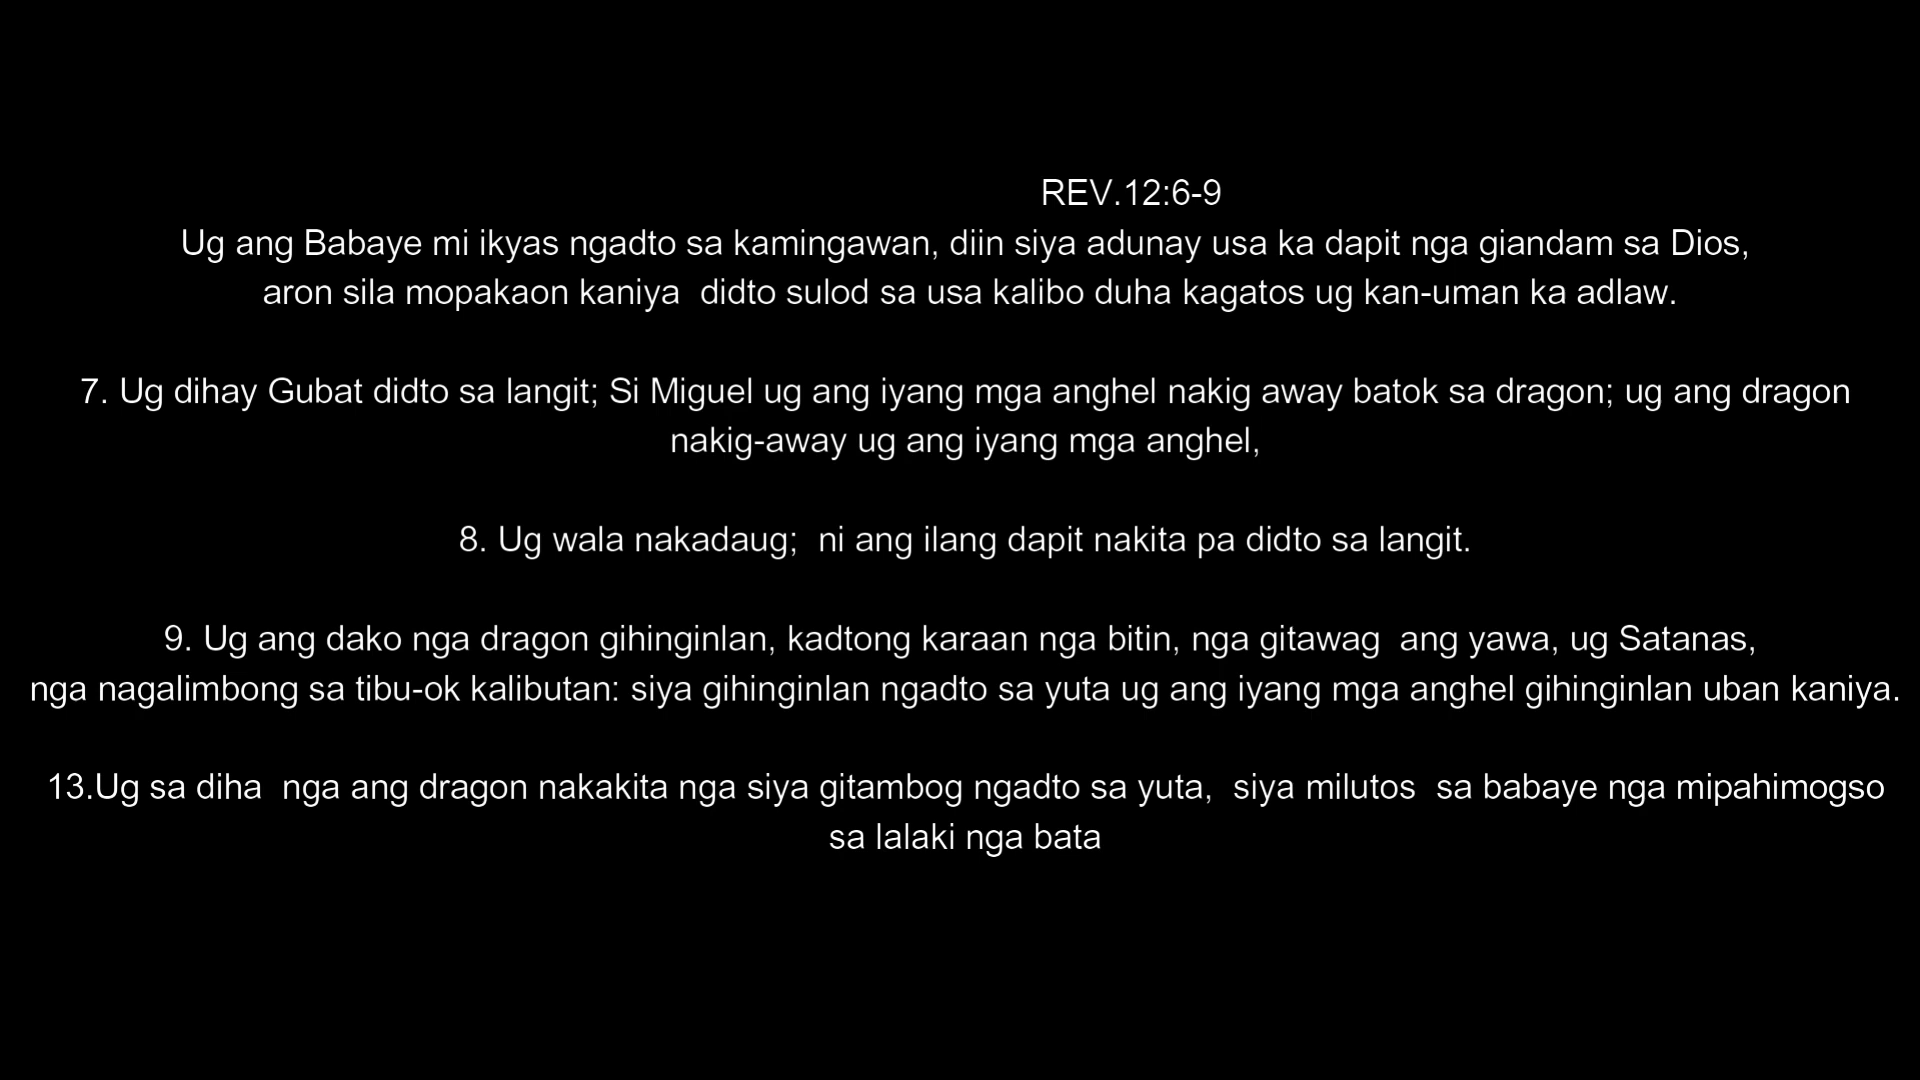 REV.12:6-9
Ug ang Babaye mi ikyas ngadto sa kamingawan, diin siya adunay usa ka dapit nga giandam sa Dios,
aron sila mopakaon kaniya  didto sulod sa usa kalibo duha kagatos ug kan-uman ka adlaw.
7. Ug dihay Gubat didto sa langit; Si Miguel ug ang iyang mga anghel nakig away batok sa dragon; ug ang dragon
nakig-away ug ang iyang mga anghel,
8. Ug wala nakadaug;  ni ang ilang dapit nakita pa didto sa langit.
9. Ug ang dako nga dragon gihinginlan, kadtong karaan nga bitin, nga gitawag  ang yawa, ug Satanas,
nga nagalimbong sa tibu-ok kalibutan: siya gihinginlan ngadto sa yuta ug ang iyang mga anghel gihinginlan uban kaniya.
13.Ug sa diha  nga ang dragon nakakita nga siya gitambog ngadto sa yuta,  siya milutos  sa babaye nga mipahimogso
sa lalaki nga bata